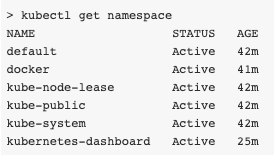 > kubectl get namespace
NAME STATUS AGE
default Active 42m
docker Active 41m
kube-node-lease Active 42m
kube-public Active 42m
kube-system Active 42m
kubernetes-dashboard Active 25m